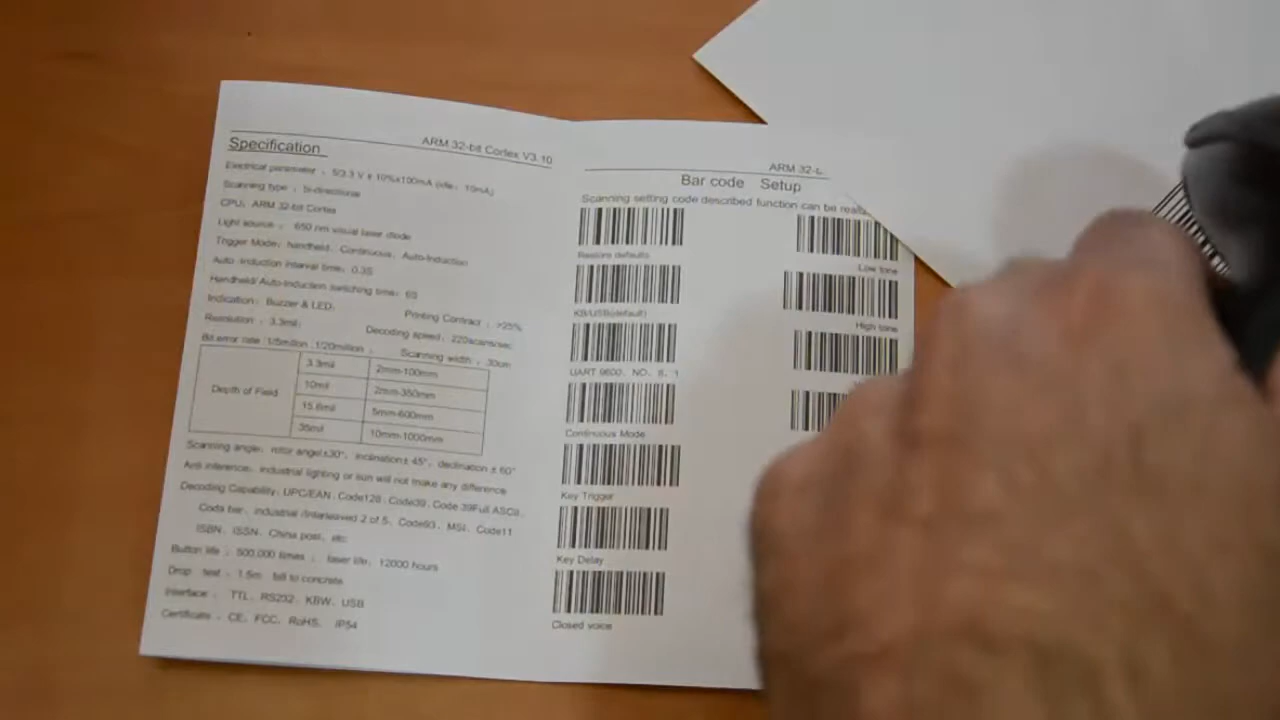 ARM 32-bit Cortex V3.10
Specification
Electrical parameter : 5/3.3 V ± 10%x100mA (idle: 10mA)
Scanning type : bi-directional
CPU: ARM 32-bit Cortex
Light source : 650 nm visual laser diode
Trigger Mode: handheld, Continuous, Auto-Induction
Auto-Induction interval time: 0.3S
Handheld/ Auto-Induction switching time: 6S
Indication: Buzzer & LED.
Printing Contract : >25%
Resolution : 3.3mil
Decoding speed: 220scans/sec
Bit error rate :1/5million ,1/20million ;
Scanning width : 30cm
Depth of Field
3.3mil 2mm-100mm
10mil 2mm-350mm
15.6mil 5mm-600mm
35mil 10mm-1000mm
Scanning angle: rotor angel±30°, inclination± 45°, declination ± 60°
Anti inference: industrial lighting or sun will not make any difference
Decoding Capability: UPC/EAN, Code128, Code39, Code 39Full ASCII,
Coda bar, industrial /Interleaved 2 of 5, Code93, MSI, Code11
ISBN, ISSN, China post, etc
Button life : 500,000 times ; laser life: 12000 hours
Drop test : 1.5m fall to concrete
Interface : TTL, RS232, KBW, USB
Certificate : CE, FCC, RoHS, IP54
ARM 32-
Bar code Setup
Scanning setting code described function can be
Restore defaults
Low tone
KB/USB(default)
High tone
UART 9600, NO, 8, 1
Continuous Mode
Key Trigger
Key Delay
Closed voice